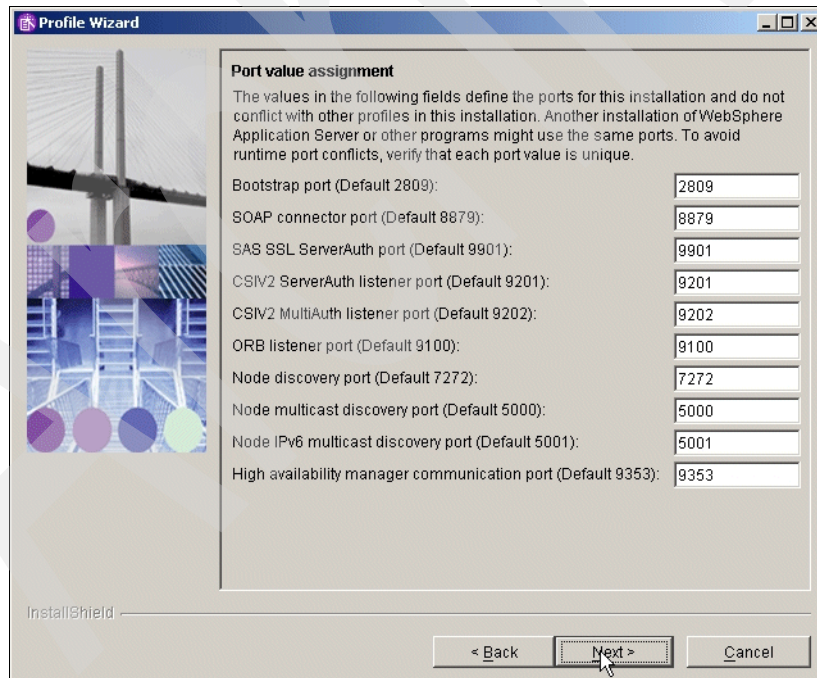 Profile Wizard
Port value assignment
The values in the following fields define the ports for this installation and do not
conflict with other profiles in this installation. Another installation of WebSphere
Application Server or other programs might use the same ports. To avoid
runtime port conflicts, verify that each port value is unique.
Bootstrap port (Default 2809): 2809
SOAP connector port (Default 8879): 8879
SAS SSL ServerAuth port (Default 9901): 9901
CSIV2 ServerAuth listener port (Default 9201): 9201
CSIV2 MultiAuth listener port (Default 9202): 9202
ORB listener port (Default 9100): 9100
Node discovery port (Default 7272): 7272
Node multicast discovery port (Default 5000): 5000
Node IPv6 multicast discovery port (Default 5001): 5001
High availability manager communication port (Default 9353): 9353
InstallShield
< Back Next > Cancel